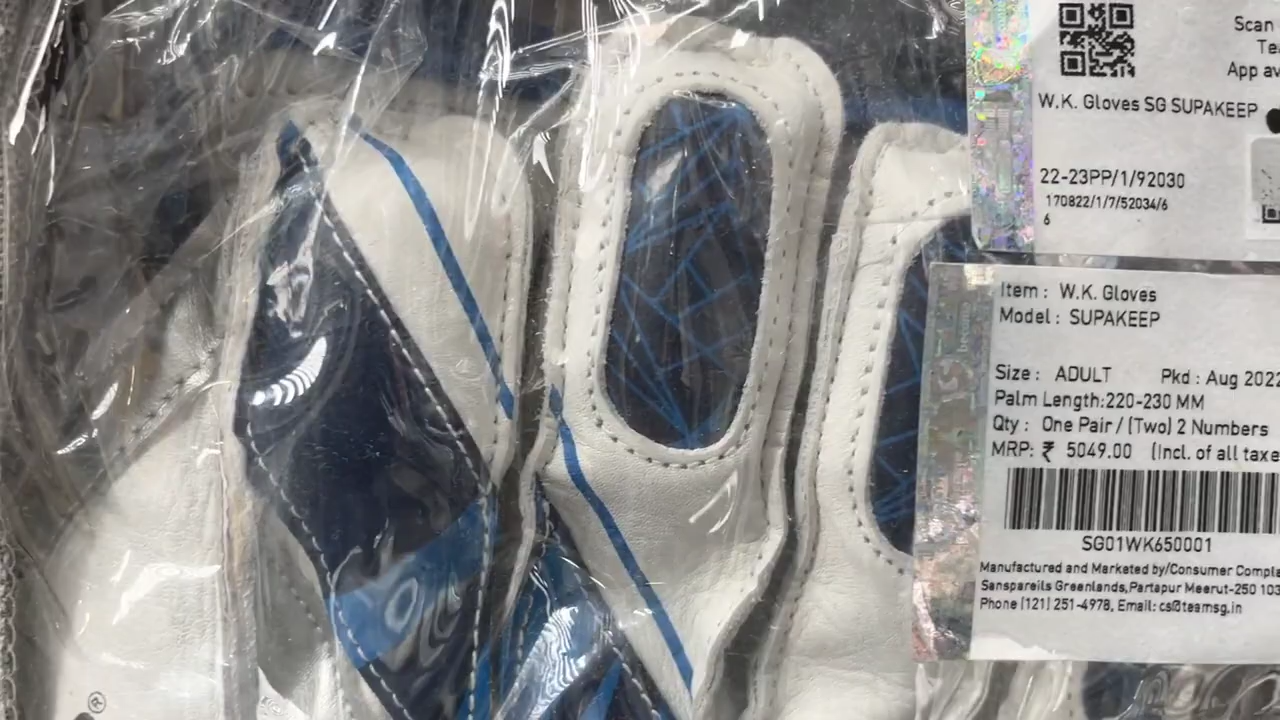 Scan
App av
W.K. Gloves SG SUPAKEEP
22-23PP/1/92030
170822/1/7/52034/6
6
Item : W.K. Gloves
Model : SUPAKEEP
Size : ADULT Pkd : Aug 2022
Palm Length:220-230 MM
Qty : One Pair / (Two) 2 Numbers
MRP: ₹ 5049.00 (Incl. of all taxe
SG01WK650001
Manufactured and Marketed by/Consumer Compla
Sanspareils Greenlands,Partapur Meerut-250 103
Phone (121) 251-4978, Email: cs@teamsg.in
®